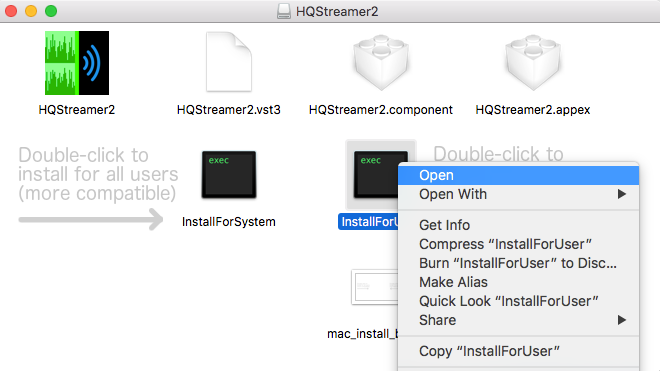 HQStreamer2
HQStreamer2
HQStreamer2.vst3
HQStreamer2.component
HQStreamer2.appex
Double-click to
install for all users
(more compatible)
exec
InstallForSystem
exec
InstallForU
Double-click to
mac_install_b
Open
Open With
Get Info
Compress “InstallForUser”
Burn “InstallForUser” to Disc...
Make Alias
Quick Look “InstallForUser”
Share
Copy “InstallForUser”